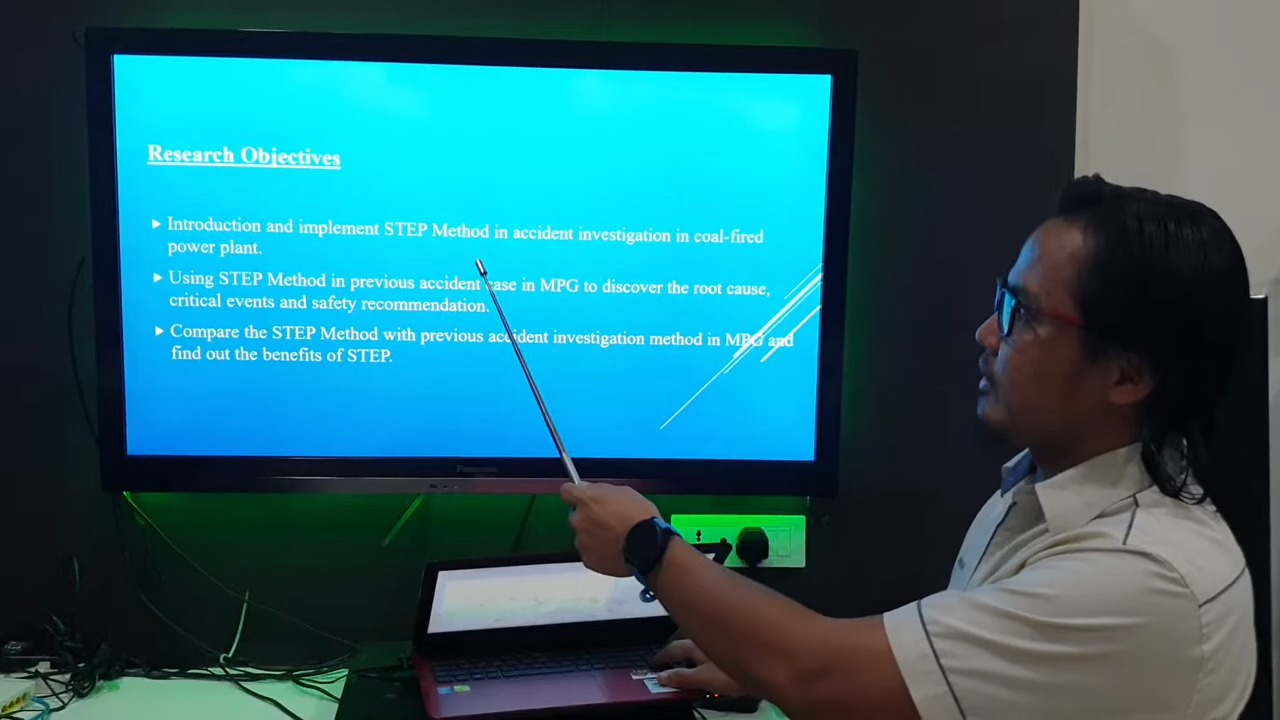 Research Objectives
Introduction and implement STEP Method in accident investigation in coal-fired
power plant.
Using STEP Method in previous accident case in MPG to discover the root cause,
critical events and safety recommendation.
Compare the STEP Method with previous accident investigation method in MPG and
find out the benefits of STEP.
Panasonic